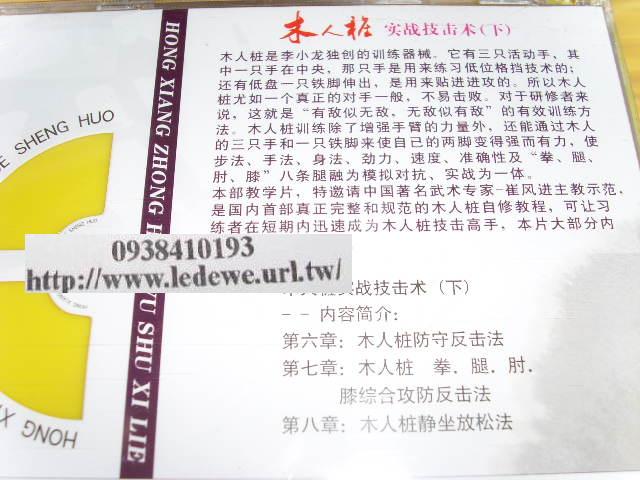 木人桩 实战技击术(下)
木人桩是李小龙独创的训练器械。它有三只活动手，其
中一只手在中央，那只手是用来练习低位格挡技术的；
还有低盘一只铁脚伸出，是用来贴进进攻的。所以木人
桩尤如一个真正的对手一般，不易击败。对于研修者来
说，这就是“有敌似无敌，无敌似有敌”的有效训练方
法。木人桩训练除了增强手臂的力量外，还能通过木人
的三只手和一只铁脚来使自已的两脚变得强而有力，使
步法、手法、身法、劲力、速度、准确性及“拳、腿、
肘、膝”八条腿融为模拟对抗、实战为一体。
本部教学片，特邀请中国著名武术专家-崔风进主教示范，
是国内首部真正完整和规范的木人桩自修教程，可让习
练者在短期内迅速成为木人桩技击高手，本片大部分内
0938410193
http://www.ledewe.url.tw/
木人桩实战技击术（下）
－－内容简介：
第六章：木人桩防守反击法
第七章：木人桩 拳．腿．肘．
膝综合攻防反击法
第八章：木人桩静坐放松法
HONG XIANG ZHONG H
U SHU XI LIE
E SHENG HUO
HONG XI